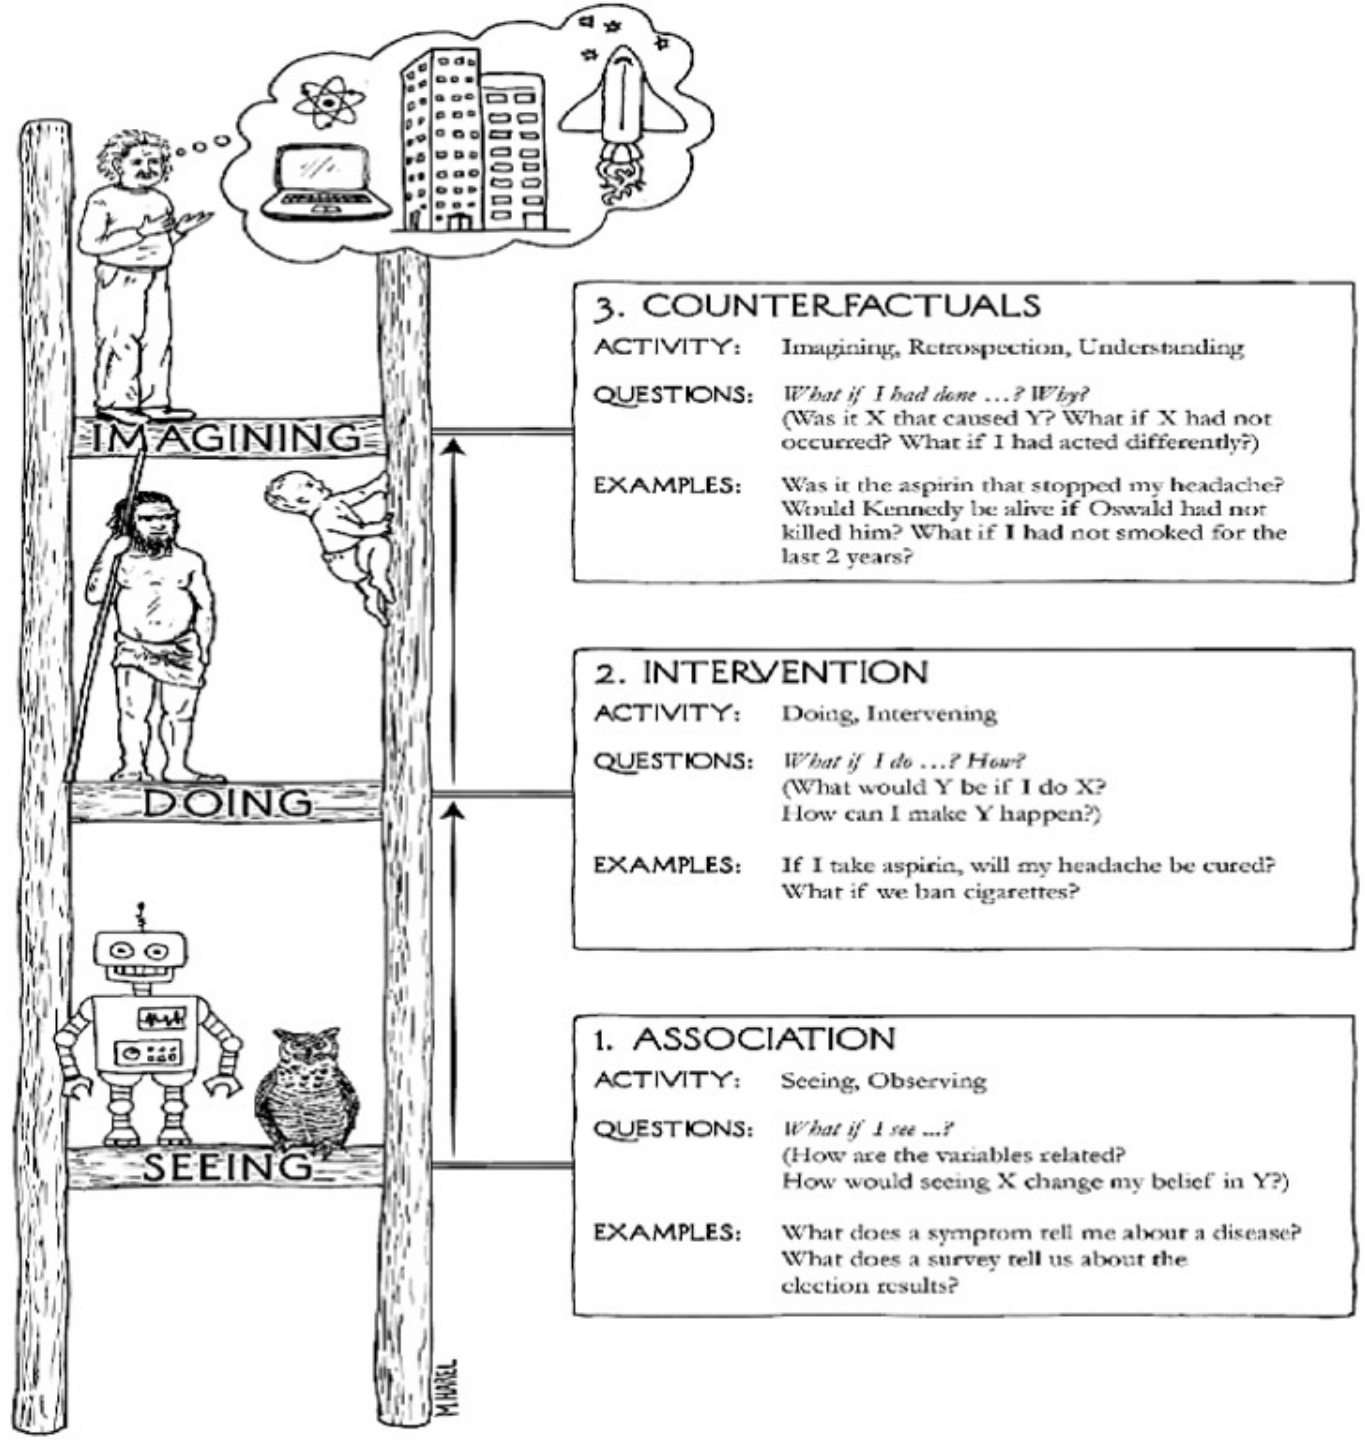 3. COUNTERFACTUALS
ACTIVITY: Imagining, Retrospection, Understanding
QUESTIONS: What if I had done ...? Why?
(Was it X that caused Y? What if X had not
occurred? What if I had acted differently?)
EXAMPLES: Was it the aspirin that stopped my headache?
Would Kennedy be alive if Oswald had not
killed him? What if I had not smoked for the
last 2 years?
IMAGINING
2. INTERVENTION
ACTIVITY: Doing, Intervening
QUESTIONS: What if I do ...? How?
(What would Y be if I do X?
How can I make Y happen?)
EXAMPLES: If I take aspirin, will my headache be cured?
What if we ban cigarettes?
DOING
1. ASSOCIATION
ACTIVITY: Seeing, Observing
QUESTIONS: What if I see ...?
(How are the variables related?
How would seeing X change my belief in Y?)
EXAMPLES: What does a symptom tell me about a disease?
What does a survey tell us about the
election results?
SEEING
M.HAREL